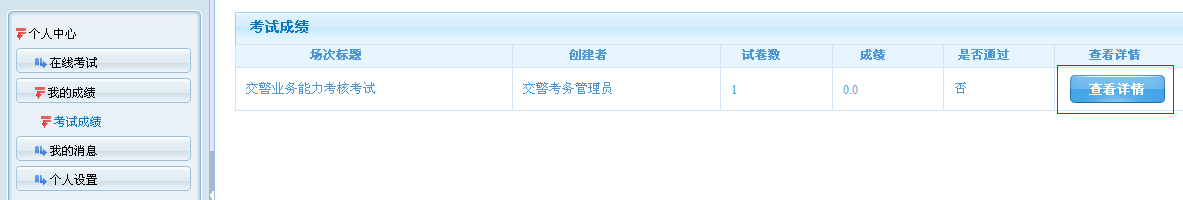 个人中心
在线考试
我的成绩
考试成绩
我的消息
个人设置
考试成绩
场次标题 创建者 试卷数 成绩 是否通过 查看详情
交警业务能力考核考试 交警考务管理员 1 0.0 否 查看详情